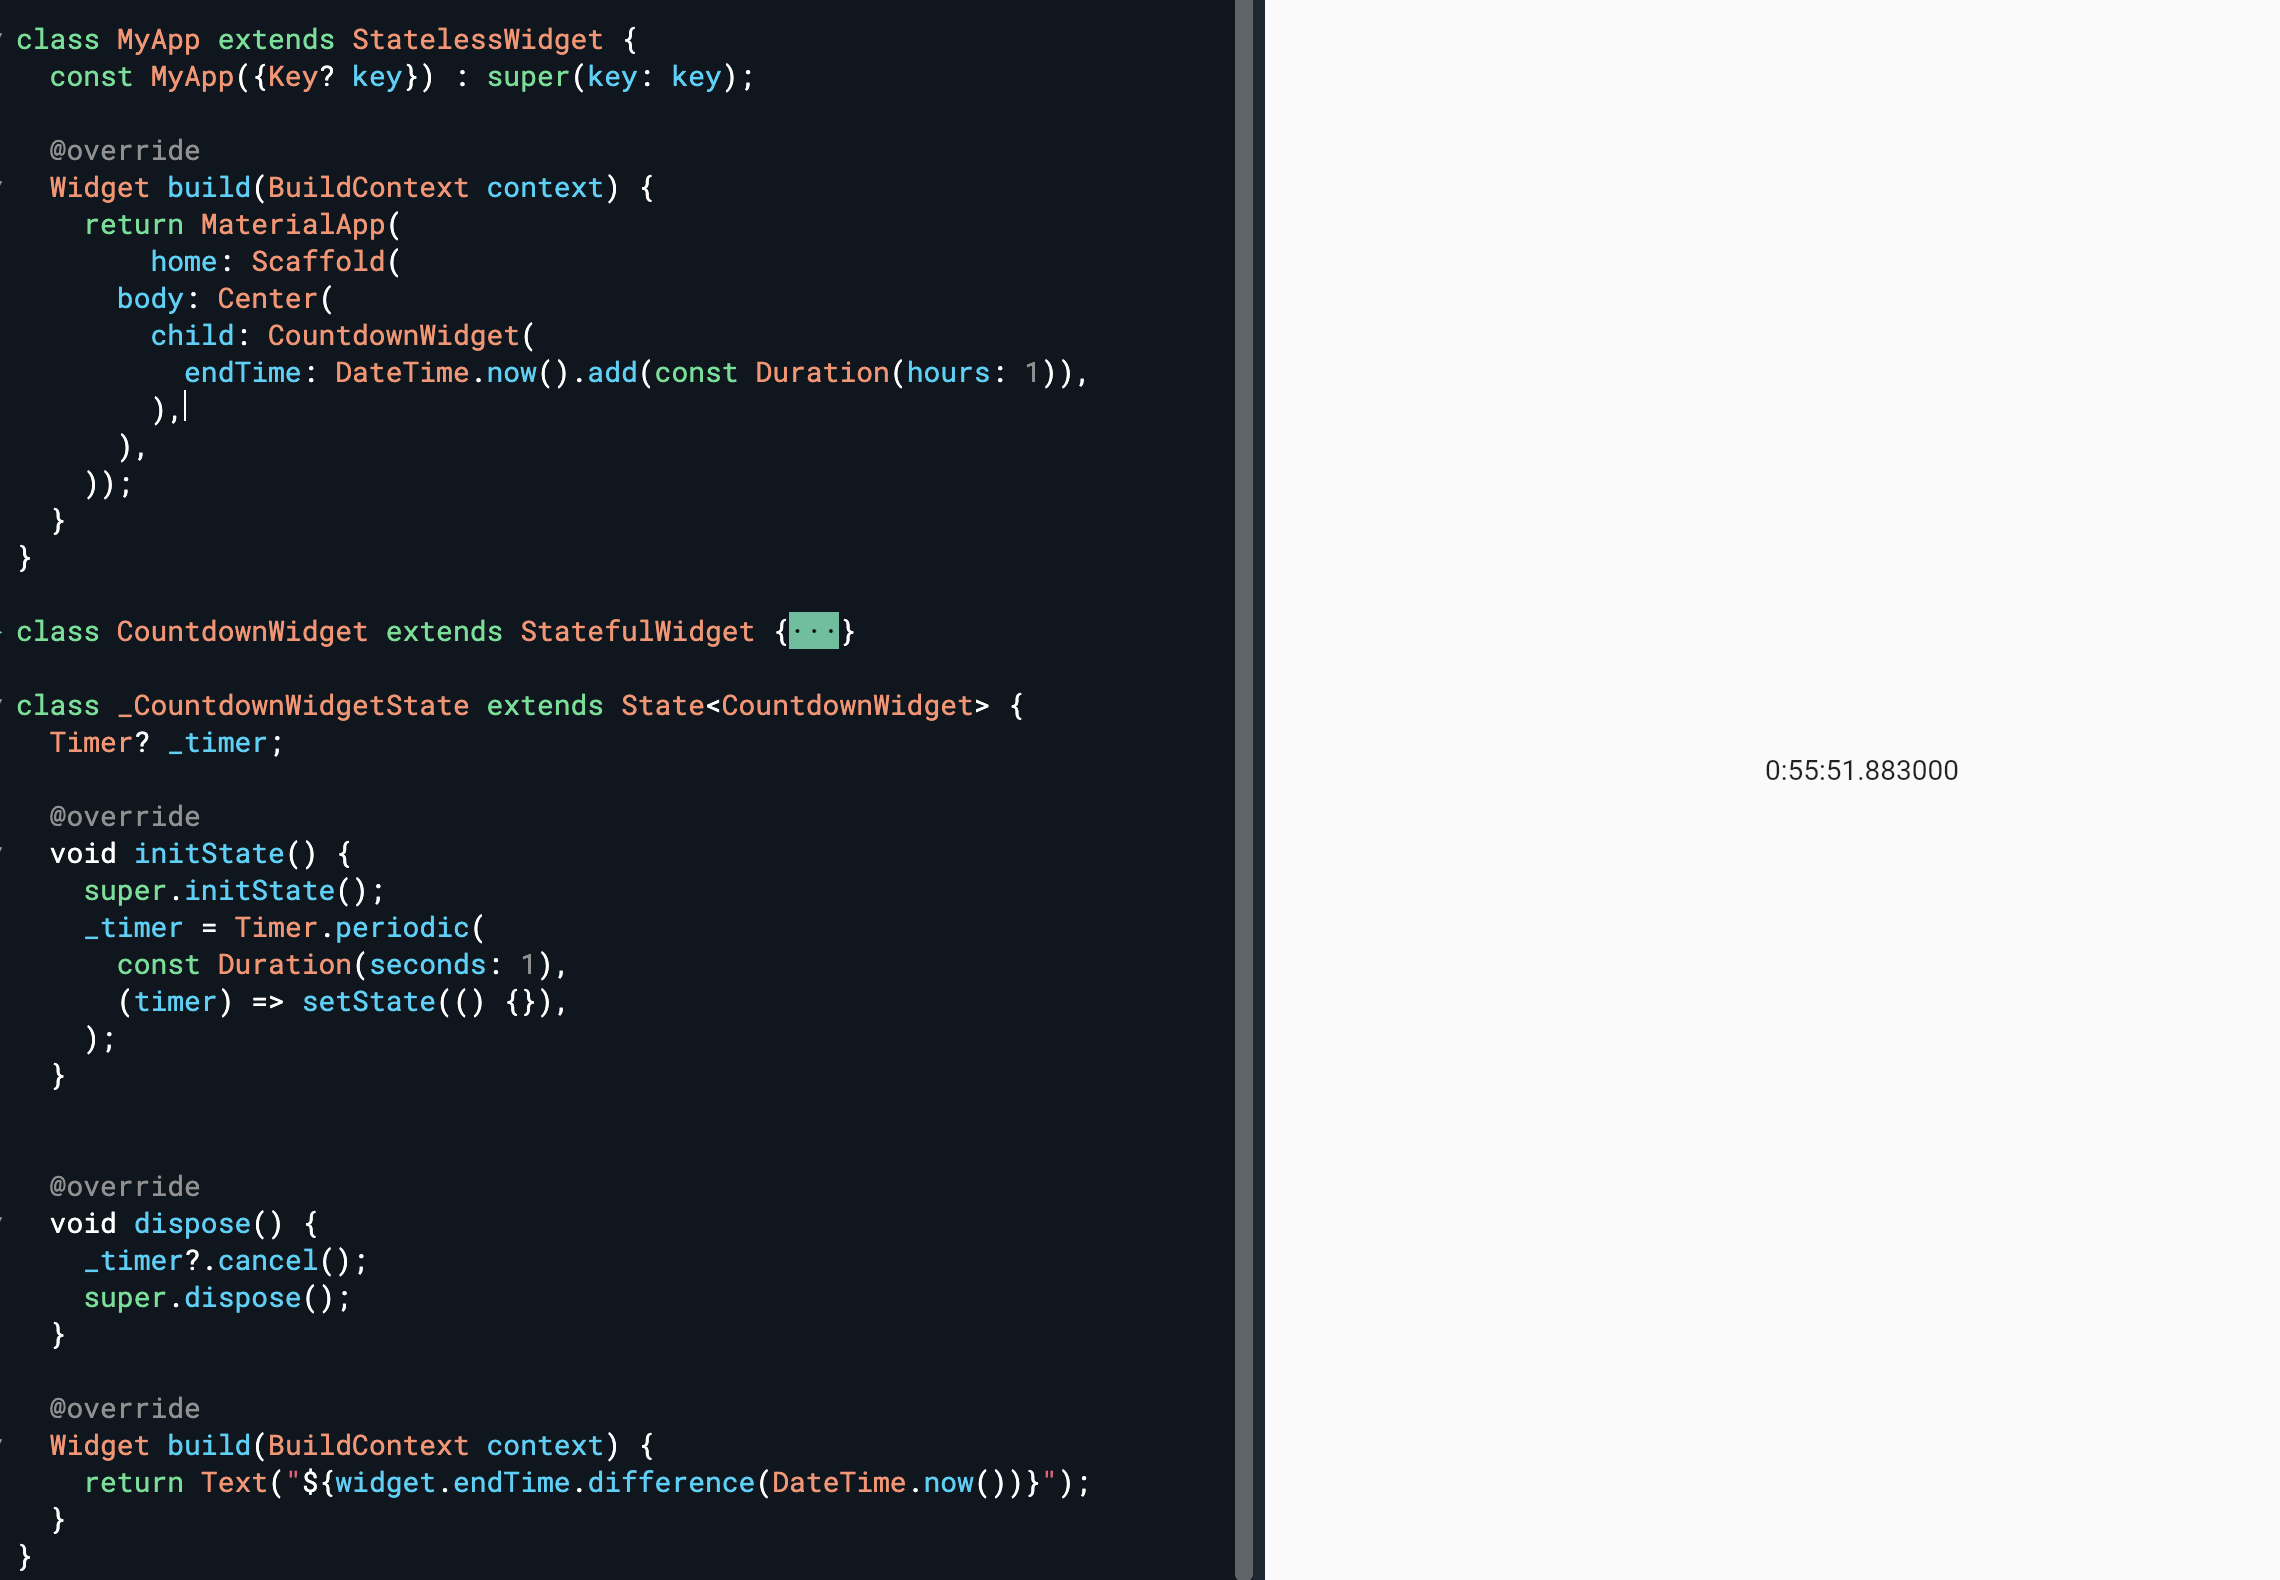 class MyApp extends StatelessWidget {
  const MyApp({Key? key}) : super(key: key);
  @override
  Widget build(BuildContext context) {
    return MaterialApp(
        home: Scaffold(
      body: Center(
        child: CountdownWidget(
          endTime: DateTime.now().add(const Duration(hours: 1)),
        ),
      ),
    ));
  }
}
class CountdownWidget extends StatefulWidget {...}
class _CountdownWidgetState extends State<CountdownWidget> {
  Timer? _timer;
  @override
  void initState() {
    super.initState();
    _timer = Timer.periodic(
      const Duration(seconds: 1),
      (timer) => setState(() {}),
    );
  }
  @override
  void dispose() {
    _timer?.cancel();
    super.dispose();
  }
  @override
  Widget build(BuildContext context) {
    return Text("${widget.endTime.difference(DateTime.now())}");
  }
}
0:55:51.883000